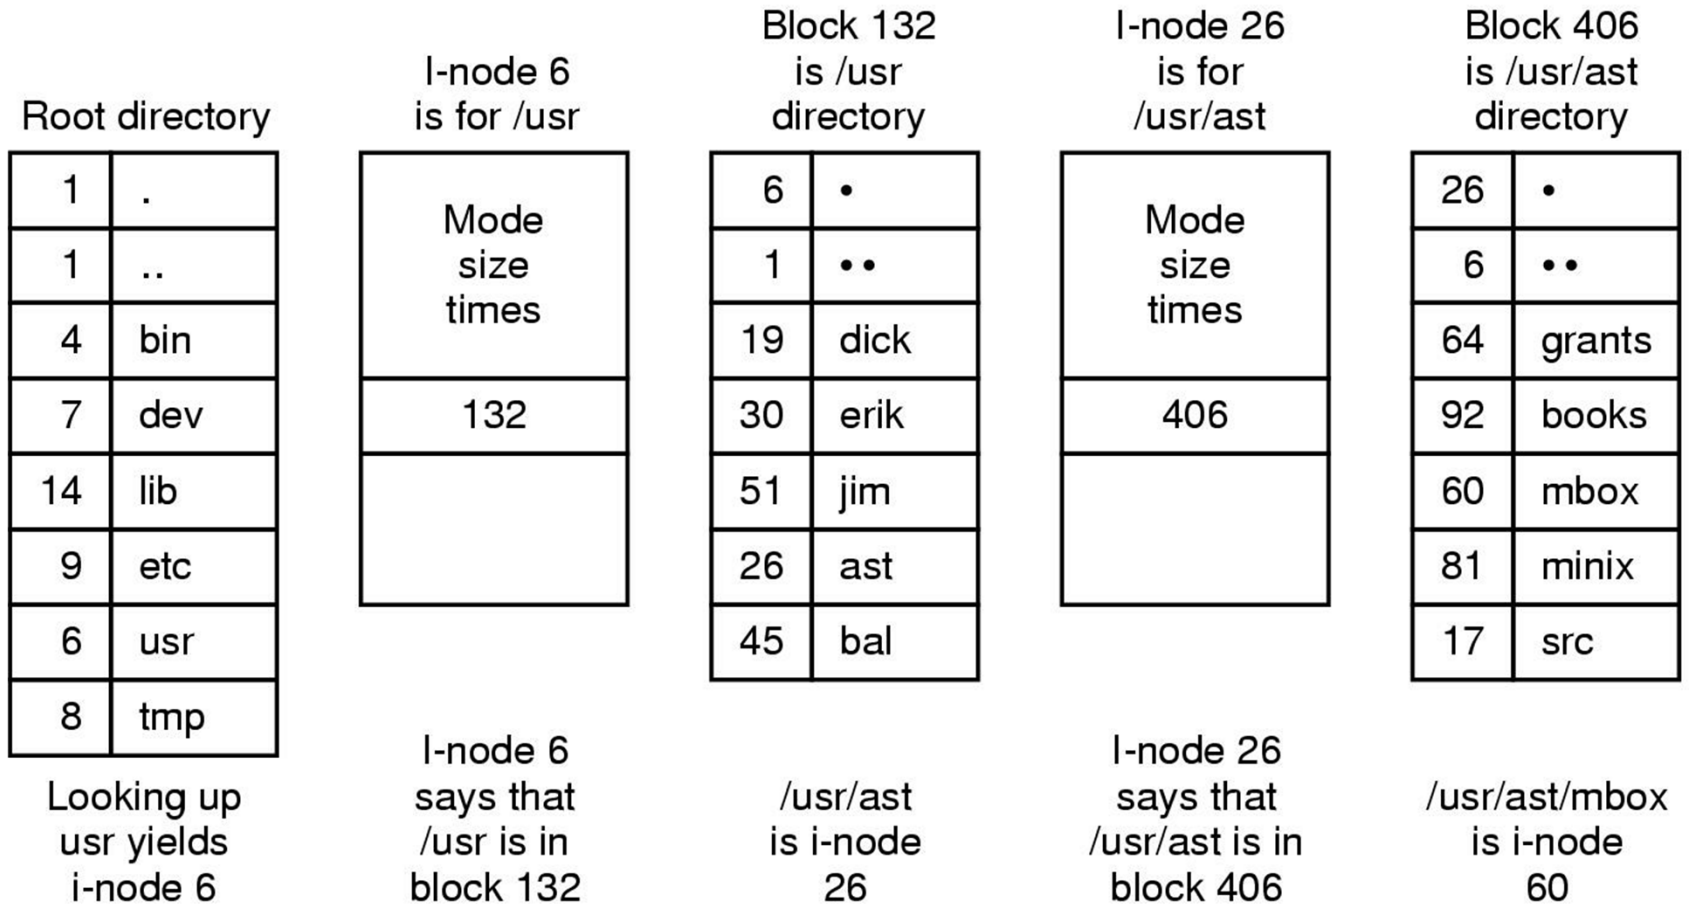 Root directory
1 .
1 ..
4 bin
7 dev
14 lib
9 etc
6 usr
8 tmp
Looking up
usr yields
i-node 6
I-node 6
is for /usr
Mode
size
times
132
I-node 6
says that
/usr is in
block 132
Block 132
is /usr
directory
6 •
1 ••
19 dick
30 erik
51 jim
26 ast
45 bal
/usr/ast
is i-node
26
I-node 26
is for
/usr/ast
Mode
size
times
406
I-node 26
says that
/usr/ast is in
block 406
Block 406
is /usr/ast
directory
26 •
6 ••
64 grants
92 books
60 mbox
81 minix
17 src
/usr/ast/mbox
is i-node
60